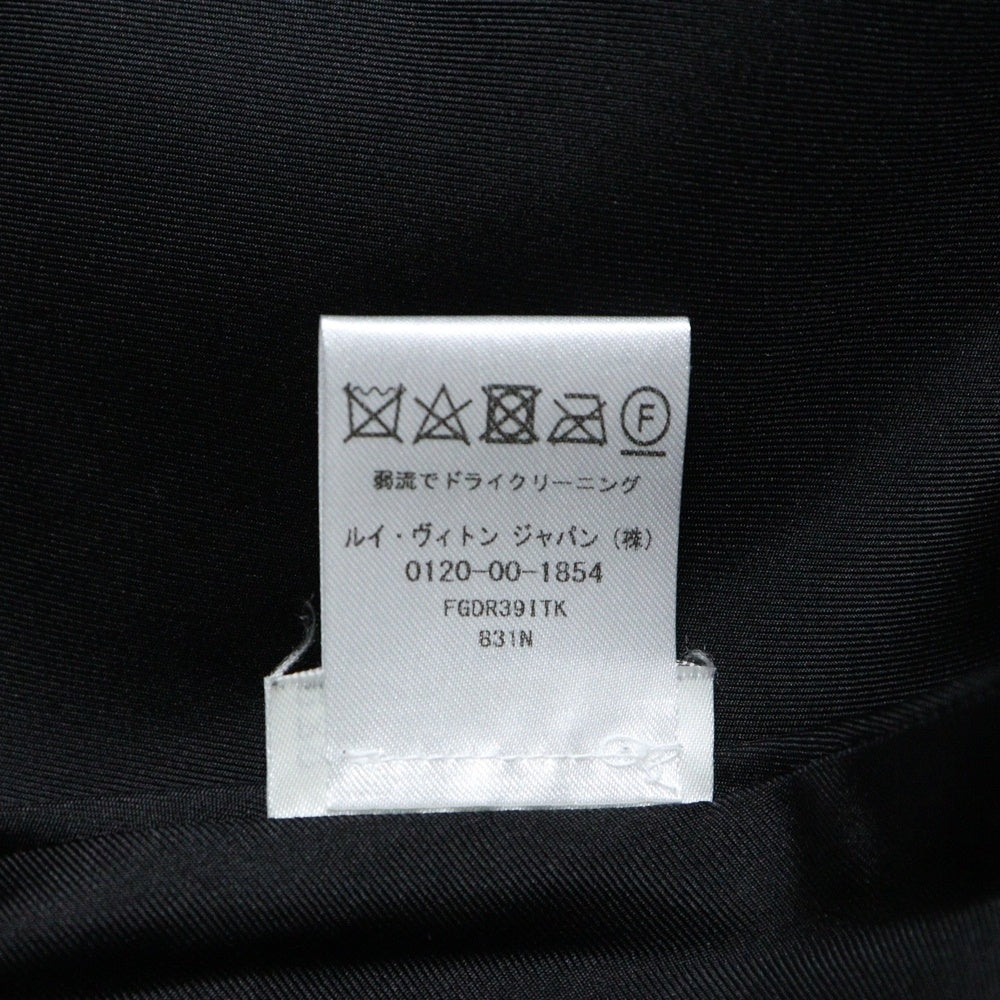 F
弱流でドライクリーニング
ルイ・ヴィトン ジャパン (株)
0120-00-1854
FGDR39ITK
831N